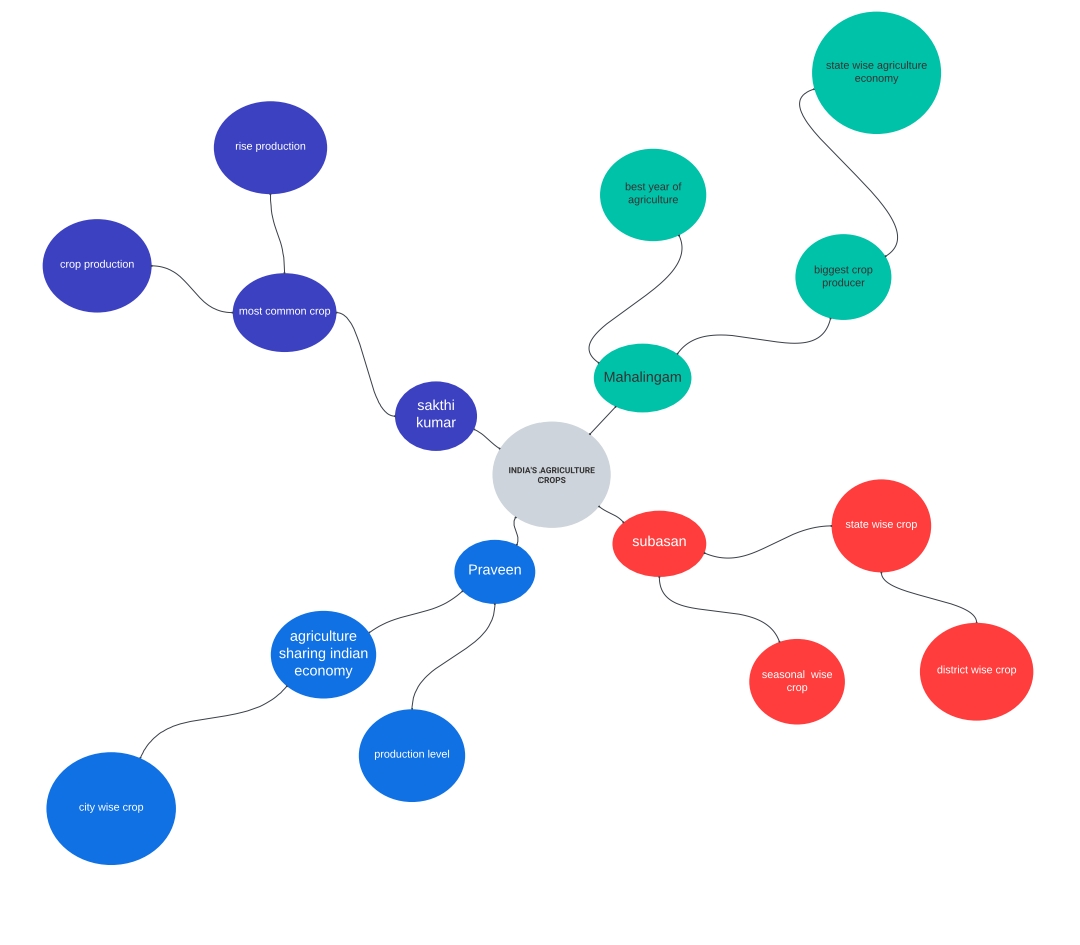 state wise agriculture
economy
rise production
best year of
agriculture
crop production
biggest crop
producer
most common crop
Mahalingam
sakthi
kumar
INDIA'S .AGRICULTURE
CROPS
state wise crop
subasan
Praveen
agriculture
sharing indian
economy
seasonal  wise
crop
district wise crop
production level
city wise crop